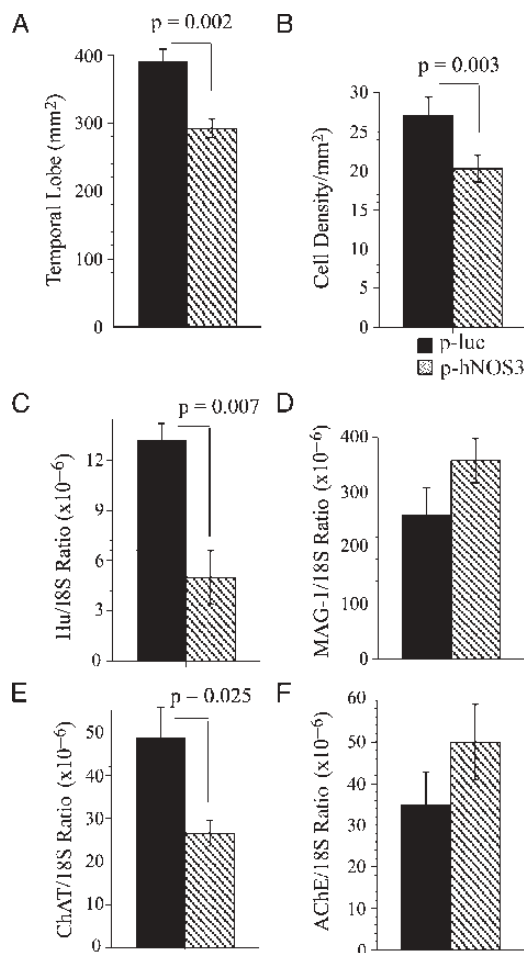 A
p = 0.002
Temporal Lobe (mm²)
400
300
200
100
0
B
p = 0.003
Cell Density/mm²
30
25
20
15
10
5
0
p-luc
p-hNOS3
C
p = 0.007
Hu/18S Ratio (x10⁻⁶)
12
9
6
3
0
D
MAG-1/18S Ratio (x10⁻⁶)
400
300
200
100
0
E
p = 0.025
ChAT/18S Ratio (x10⁻⁶)
50
40
30
20
10
0
F
AChE/18S Ratio (x10⁻⁶)
60
50
40
30
20
10
0